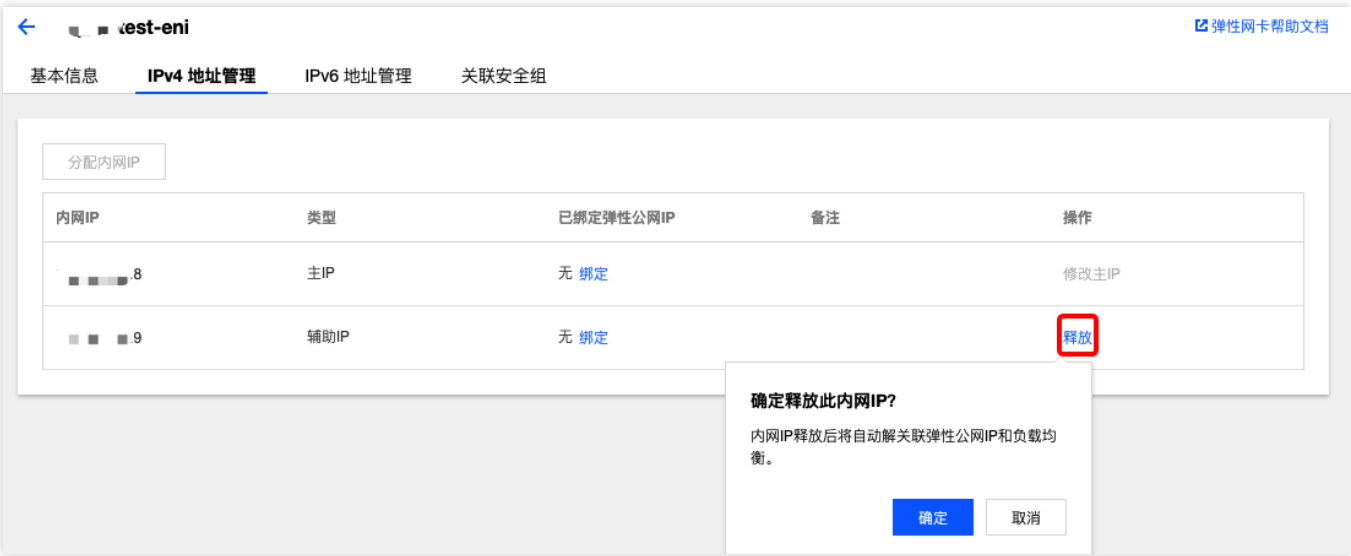 test-eni
弹性网卡帮助文档
基本信息 IPv4 地址管理 IPv6 地址管理 关联安全组
分配内网IP
内网IP 类型 已绑定弹性公网IP 备注 操作
.8 主IP 无 绑定 修改主IP
.9 辅助IP 无 绑定 释放
确定释放此内网IP?
内网IP释放后将自动解关联弹性公网IP和负载均
衡。
确定 取消